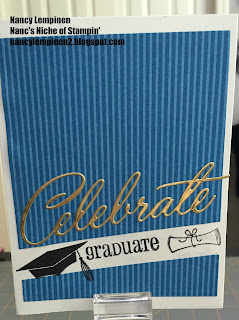 Nancy Lempinen
Nanc's Niche of Stampin'
nancylempinen2.blogspot.com
Celebrate
graduate